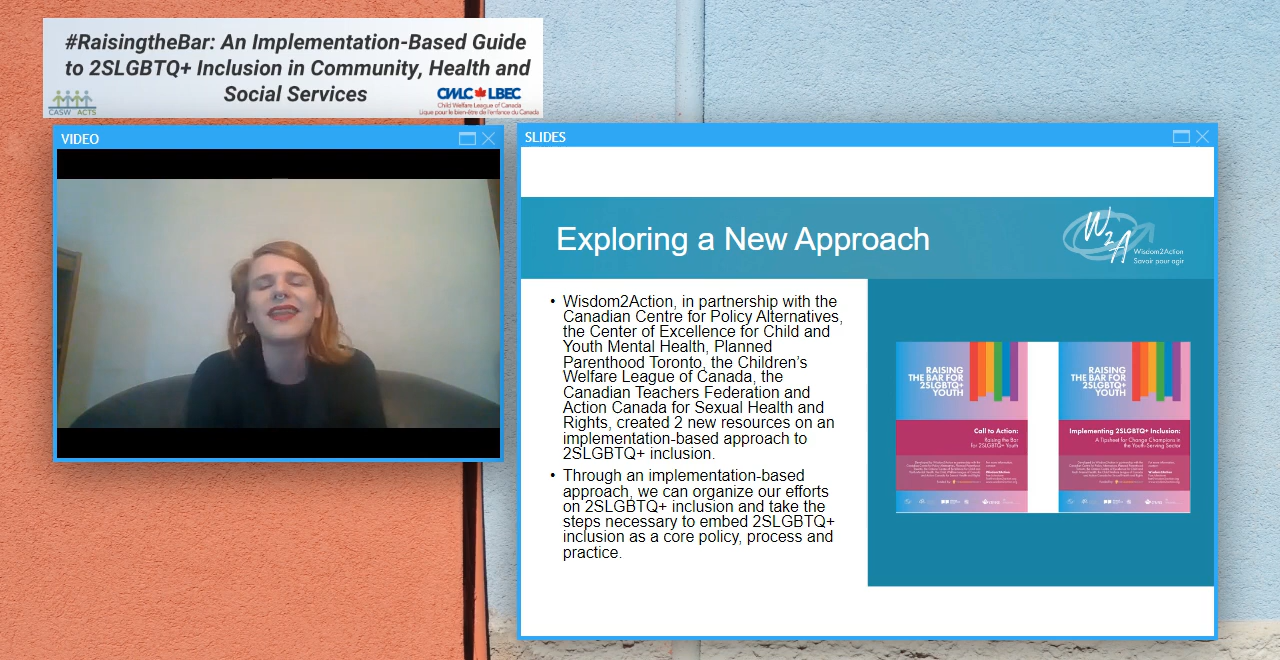 #RaisingtheBar: An Implementation-Based Guide
to 2SLGBTQ+ Inclusion in Community, Health and
Social Services
CASW ACTS
CWLC LBEC
Child Welfare League of Canada
Ligue pour le bien-être de l'enfance du Canada
VIDEO
SLIDES
Exploring a New Approach
W2A
Wisdom2Action
Savoir pour agir
• Wisdom2Action, in partnership with the
Canadian Centre for Policy Alternatives,
the Center of Excellence for Child and
Youth Mental Health, Planned
Parenthood Toronto, the Children's
Welfare League of Canada, the
Canadian Teachers Federation and
Action Canada for Sexual Health and
Rights, created 2 new resources on an
implementation-based approach to
2SLGBTQ+ inclusion.
• Through an implementation-based
approach, we can organize our efforts
on 2SLGBTQ+ inclusion and take the
steps necessary to embed 2SLGBTQ+
inclusion as a core policy, process and
practice.
RAISING
THE BAR FOR
2SLGBTQ+
YOUTH
Call to Action:
Raising the Bar
for 2SLGBTQ+ Youth
RAISING
THE BAR FOR
2SLGBTQ+
YOUTH
Implementing 2SLGBTQ+ Inclusion:
A Tipsheet for Change Champions in
the Youth-Serving Sector